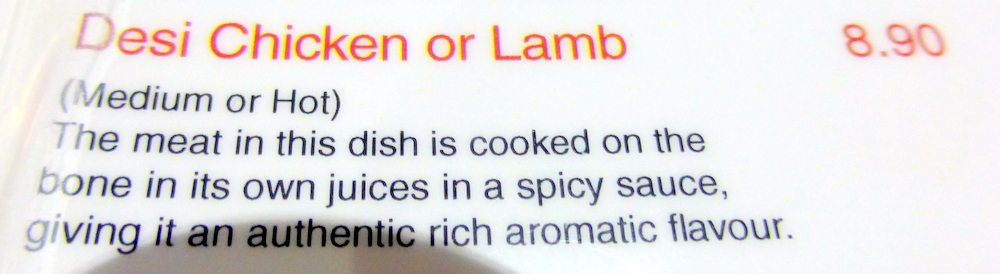 Desi Chicken or Lamb 8.90
(Medium or Hot)
The meat in this dish is cooked on the
bone in its own juices in a spicy sauce,
giving it an authentic rich aromatic flavour.